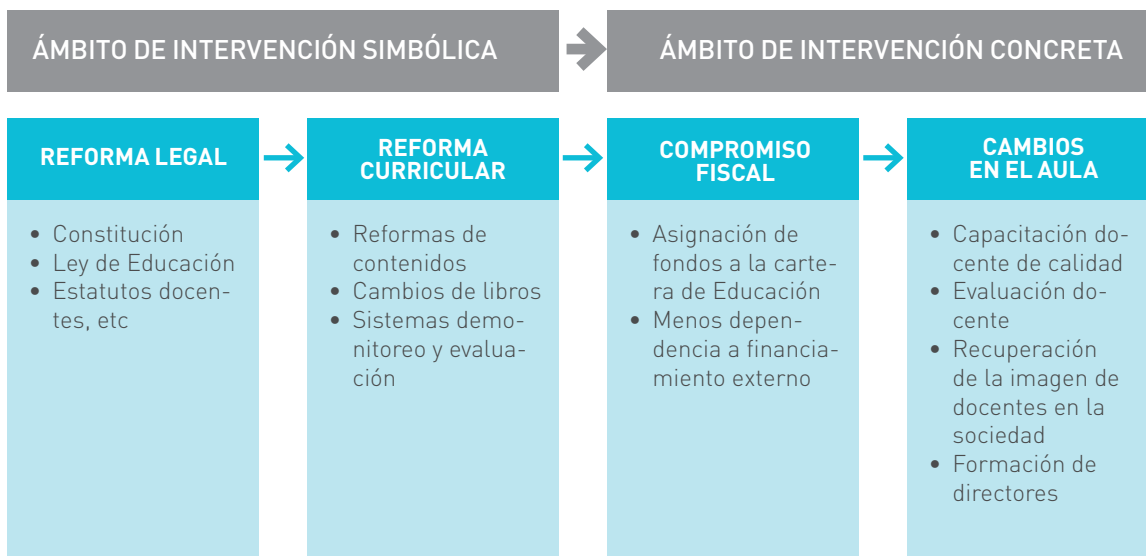 ÁMBITO DE INTERVENCIÓN SIMBÓLICA
ÁMBITO DE INTERVENCIÓN CONCRETA
REFORMA LEGAL
• Constitución
• Ley de Educación
• Estatutos docen-
tes, etc
REFORMA
CURRICULAR
• Reformas de
contenidos
• Cambios de libros
• Sistemas demo-
nitoreo y evalua-
ción
COMPROMISO
FISCAL
• Asignación de
fondos a la carte-
ra de Educación
• Menos depen-
dencia a financia-
miento externo
CAMBIOS
EN EL AULA
• Capacitación do-
cente de calidad
• Evaluación do-
cente
• Recuperación
de la imagen de
docentes en la
sociedad
• Formación de
directores